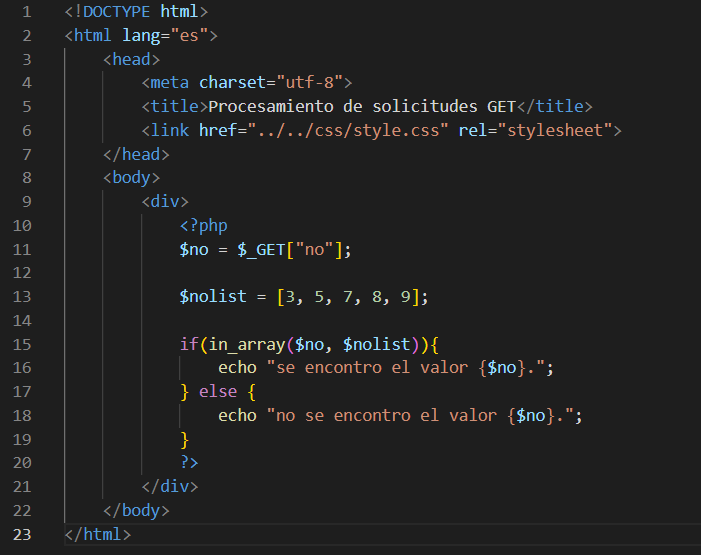 1 <!DOCTYPE html>
2 <html lang="es">
3 <head>
4 <meta charset="utf-8">
5 <title>Procesamiento de solicitudes GET</title>
6 <link href="../../css/style.css" rel="stylesheet">
7 </head>
8 <body>
9 <div>
10 <?php
11 $no = $_GET["no"];
12
13 $nolist = [3, 5, 7, 8, 9];
14
15 if(in_array($no, $nolist)){
16 echo "se encontro el valor {$no}.";
17 } else {
18 echo "no se encontro el valor {$no}.";
19 }
20 ?>
21 </div>
22 </body>
23 </html>